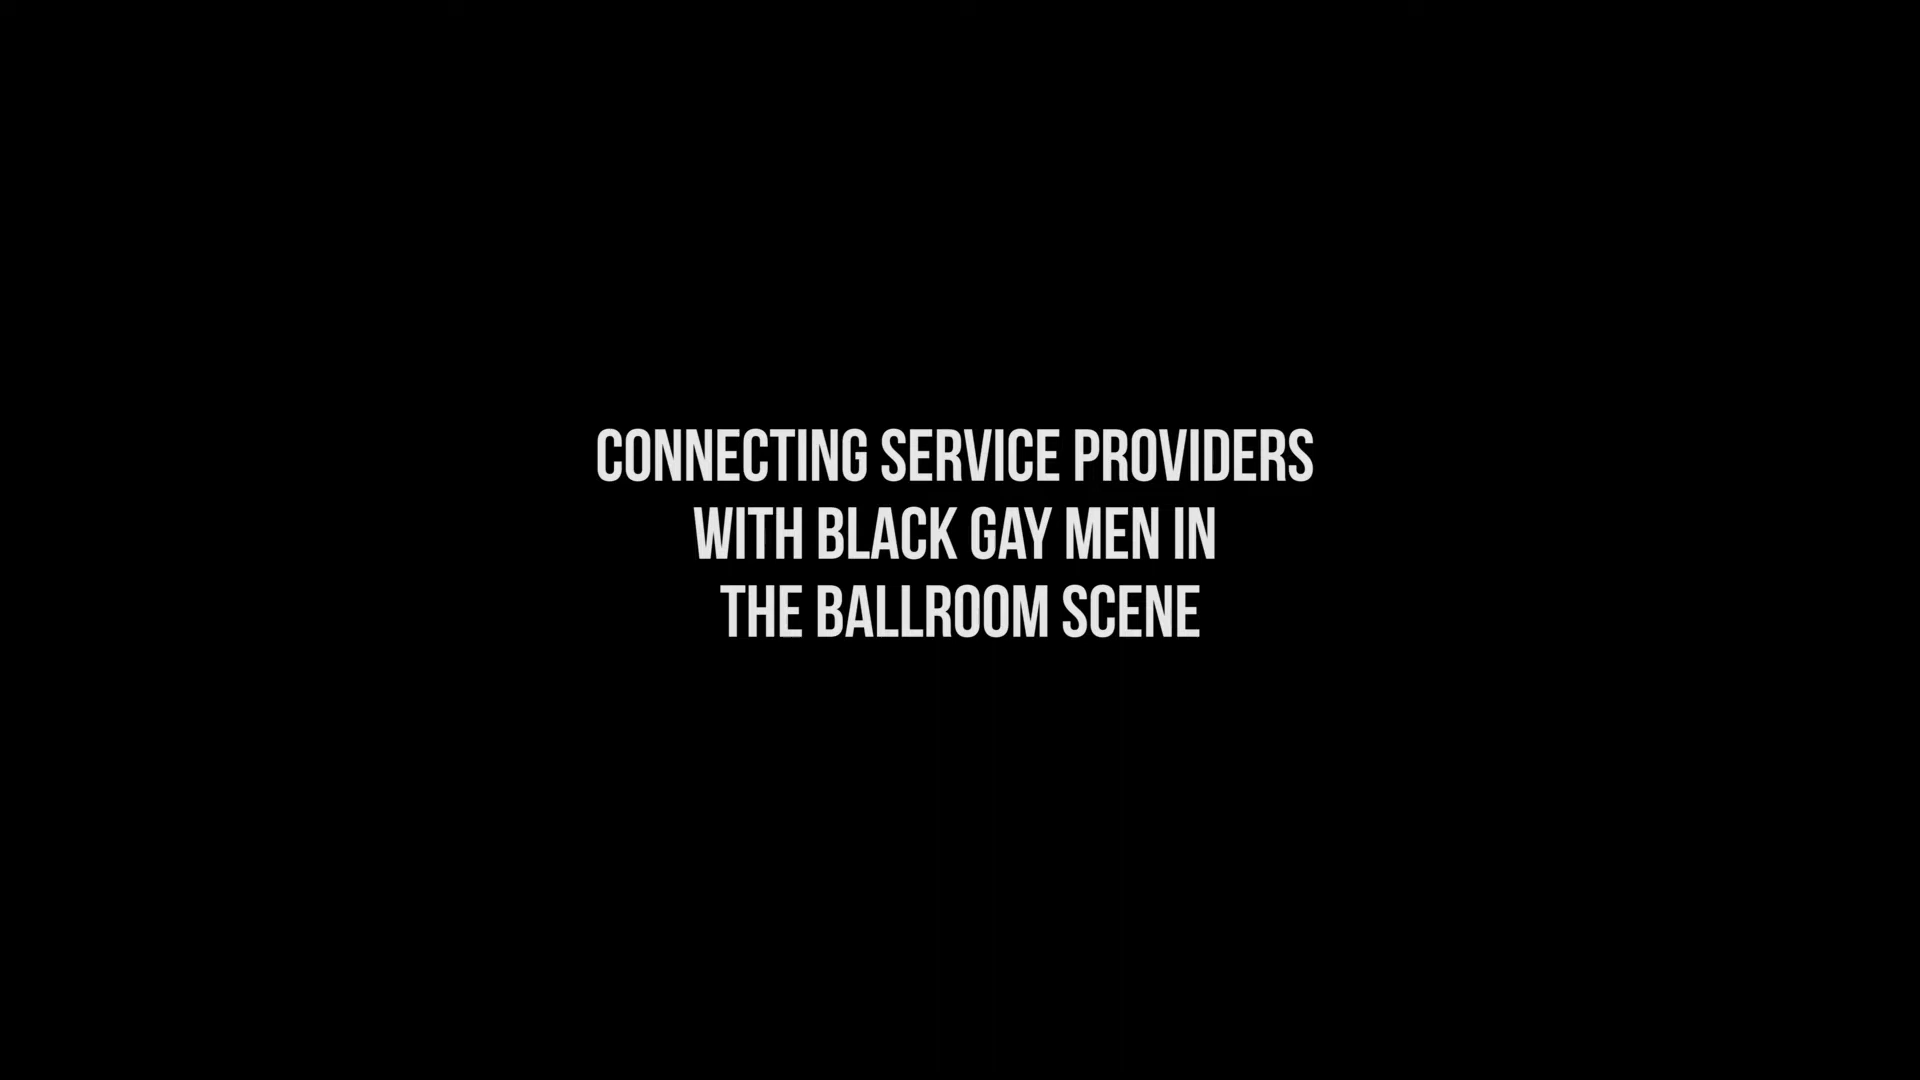 CONNECTING SERVICE PROVIDERS
WITH BLACK GAY MEN IN
THE BALLROOM SCENE